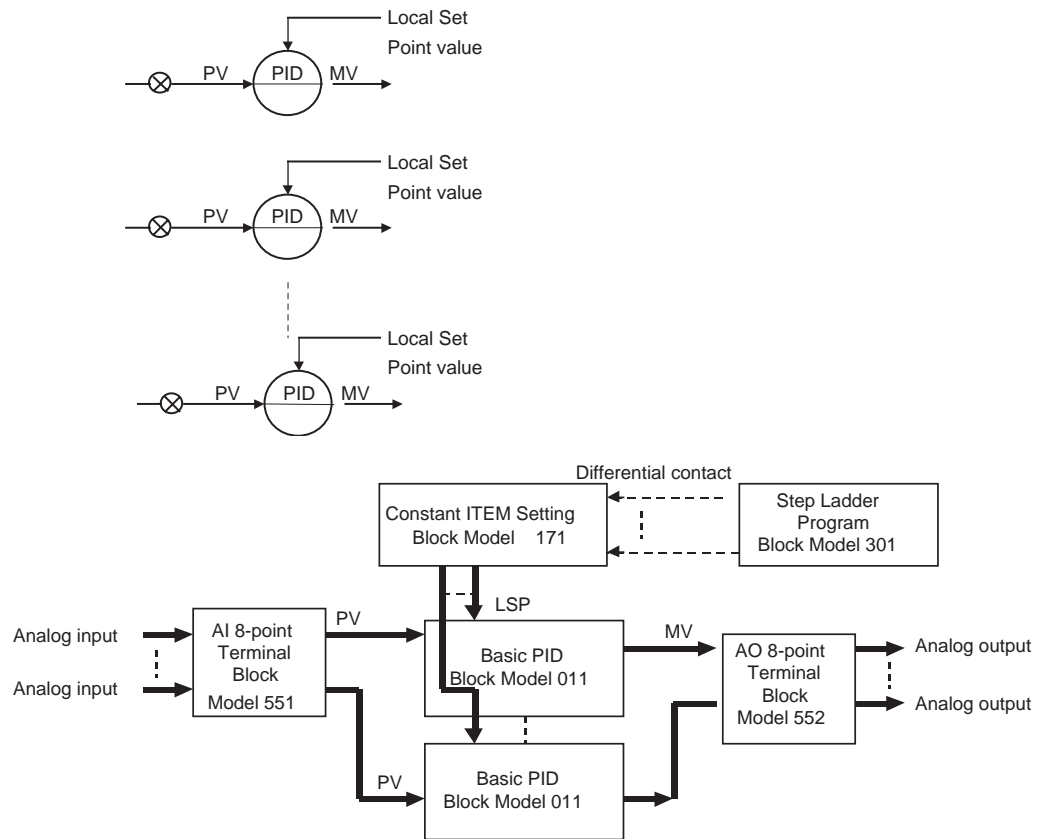 Local Set
Point value
PV
PID
MV
Local Set
Point value
PV
PID
MV
Local Set
Point value
PV
PID
MV
Differential contact
Constant ITEM Setting
Block Model 171
Step Ladder
Program
Block Model 301
LSP
Analog input
Analog input
AI 8-point
Terminal
Block
Model 551
PV
PV
Basic PID
Block Model 011
Basic PID
Block Model 011
MV
AO 8-point
Terminal
Block
Model 552
Analog output
Analog output